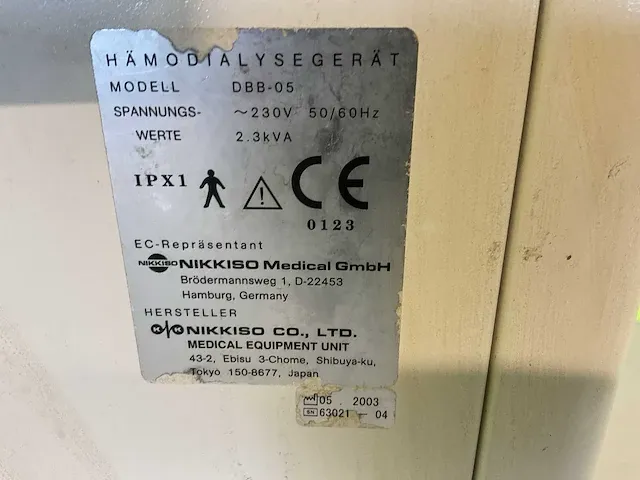 HÄMODIALYSEGERÄT
MODELL DBB-05
SPANNUNGS- ~230V 50/60Hz
WERTE 2.3kVA
IPX1 CE
0123
EC-Repräsentant
NIKKISO NIKKISO Medical GmbH
Brödermannsweg 1, D-22453
Hamburg, Germany
HERSTELLER
NIKKISO CO., LTD.
MEDICAL EQUIPMENT UNIT
43-2, Ebisu 3-Chome, Shibuya-ku,
Tokyo 150-8677, Japan
05 . 2003
SN 63021 - 04